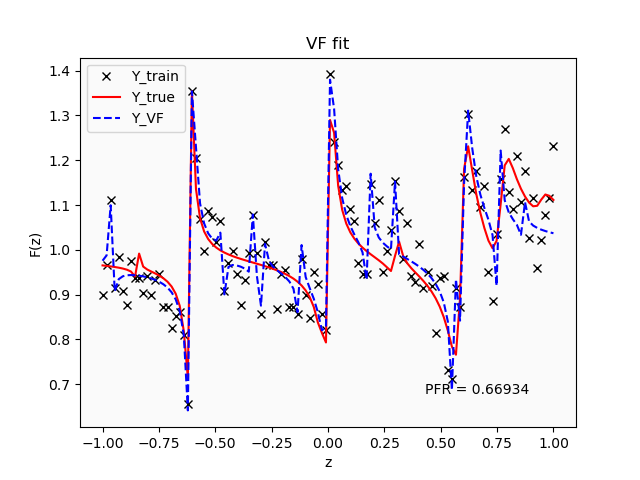 VF fit
Y_train
Y_true
Y_VF
F(z)
1.4
1.3
1.2
1.1
1.0
0.9
0.8
0.7
PFR = 0.66934
−1.00 −0.75 −0.50 −0.25 0.00 0.25 0.50 0.75 1.00
z